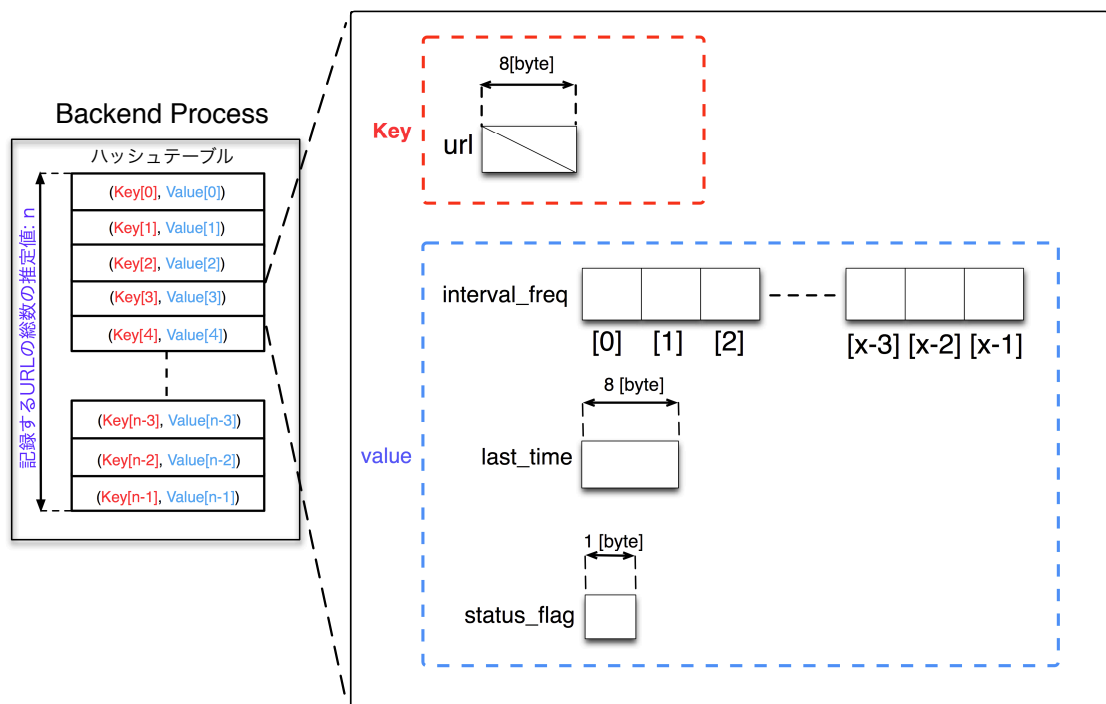 Backend Process
ハッシュテーブル
記録するURLの総数の推定値: n
(Key[0], Value[0])
(Key[1], Value[1])
(Key[2], Value[2])
(Key[3], Value[3])
(Key[4], Value[4])
(Key[n-3], Value[n-3])
(Key[n-2], Value[n-2])
(Key[n-1], Value[n-1])
Key
8[byte]
url
value
interval_freq
[0] [1] [2] [x-3] [x-2] [x-1]
8 [byte]
last_time
1 [byte]
status_flag